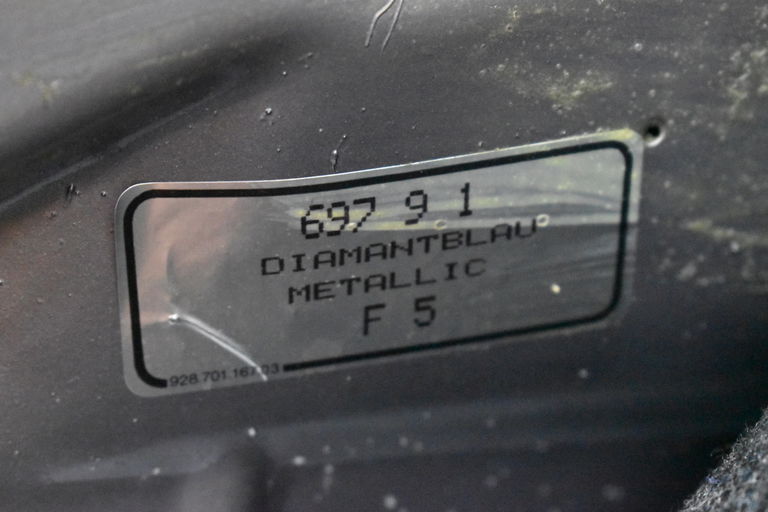 697 9 1
DIAMANTBLAU
METALLIC
F 5
928.701.167.03